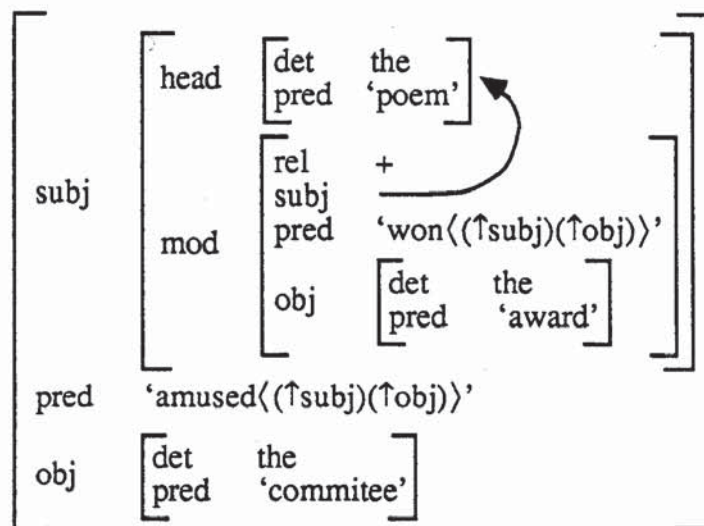 det the
head
pred ‘poem’
rel +
subj
subj
pred ‘won⟨(↑subj)(↑obj)⟩’
mod
det the
obj
pred ‘award’
pred ‘amused⟨(↑subj)(↑obj)⟩’
det the
obj
pred ‘commitee’